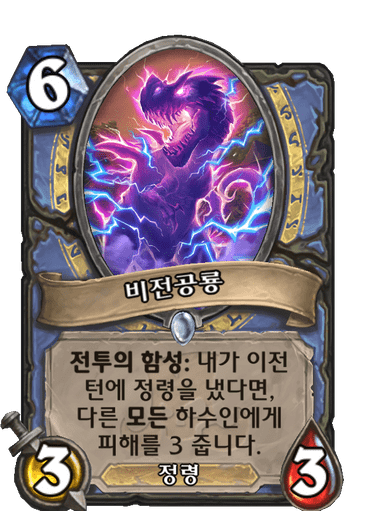 6
비전공룡
전투의 함성: 내가 이전
턴에 정령을 냈다면,
다른 모든 하수인에게
피해를 3 줍니다.
3
정령
3